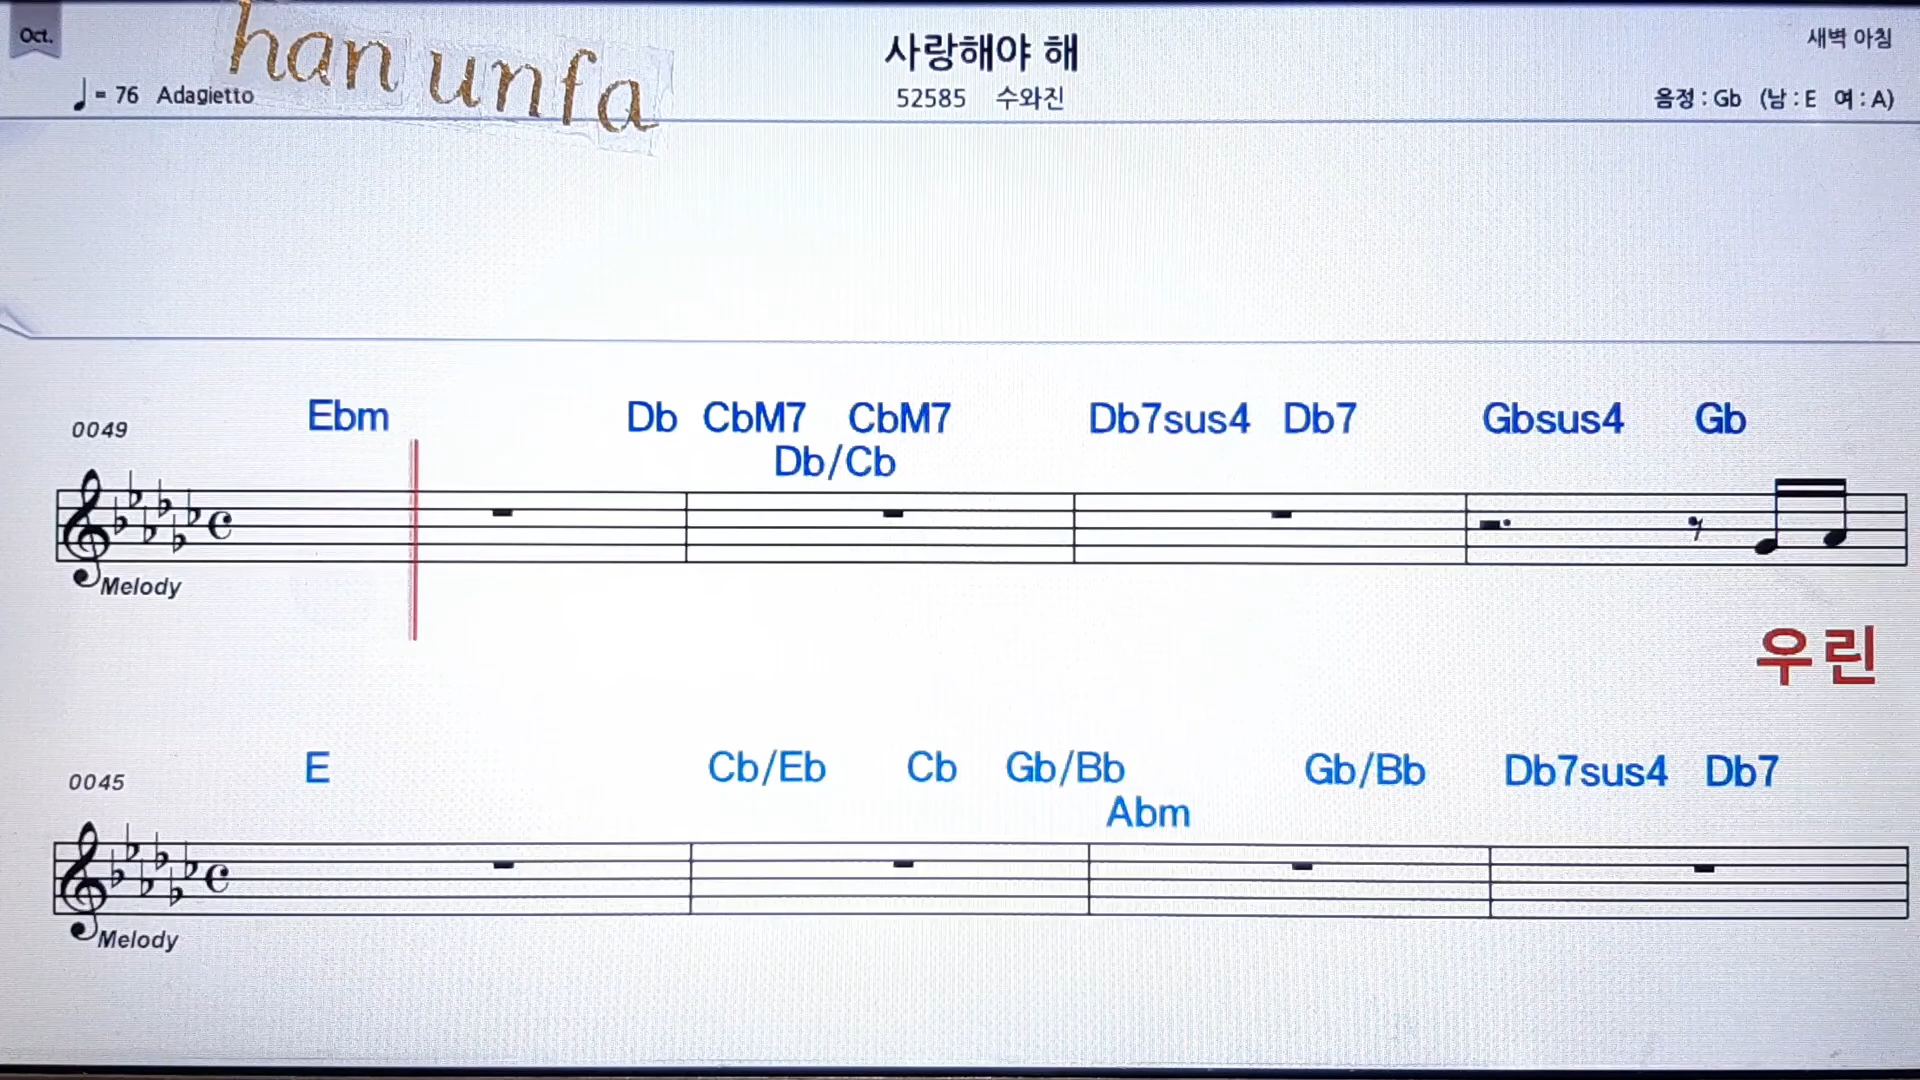 Oct.
han unfa
♩= 76 Adagietto
사랑해야 해
52585 수와진
새벽 아침
음정 : Gb (남 : E 여 : A)
0049
Ebm Db CbM7 CbM7 Db7sus4 Db7 Gbsus4 Gb
Db/Cb
Melody
우린
0045
E Cb/Eb Cb Gb/Bb Gb/Bb Db7sus4 Db7
Abm
Melody